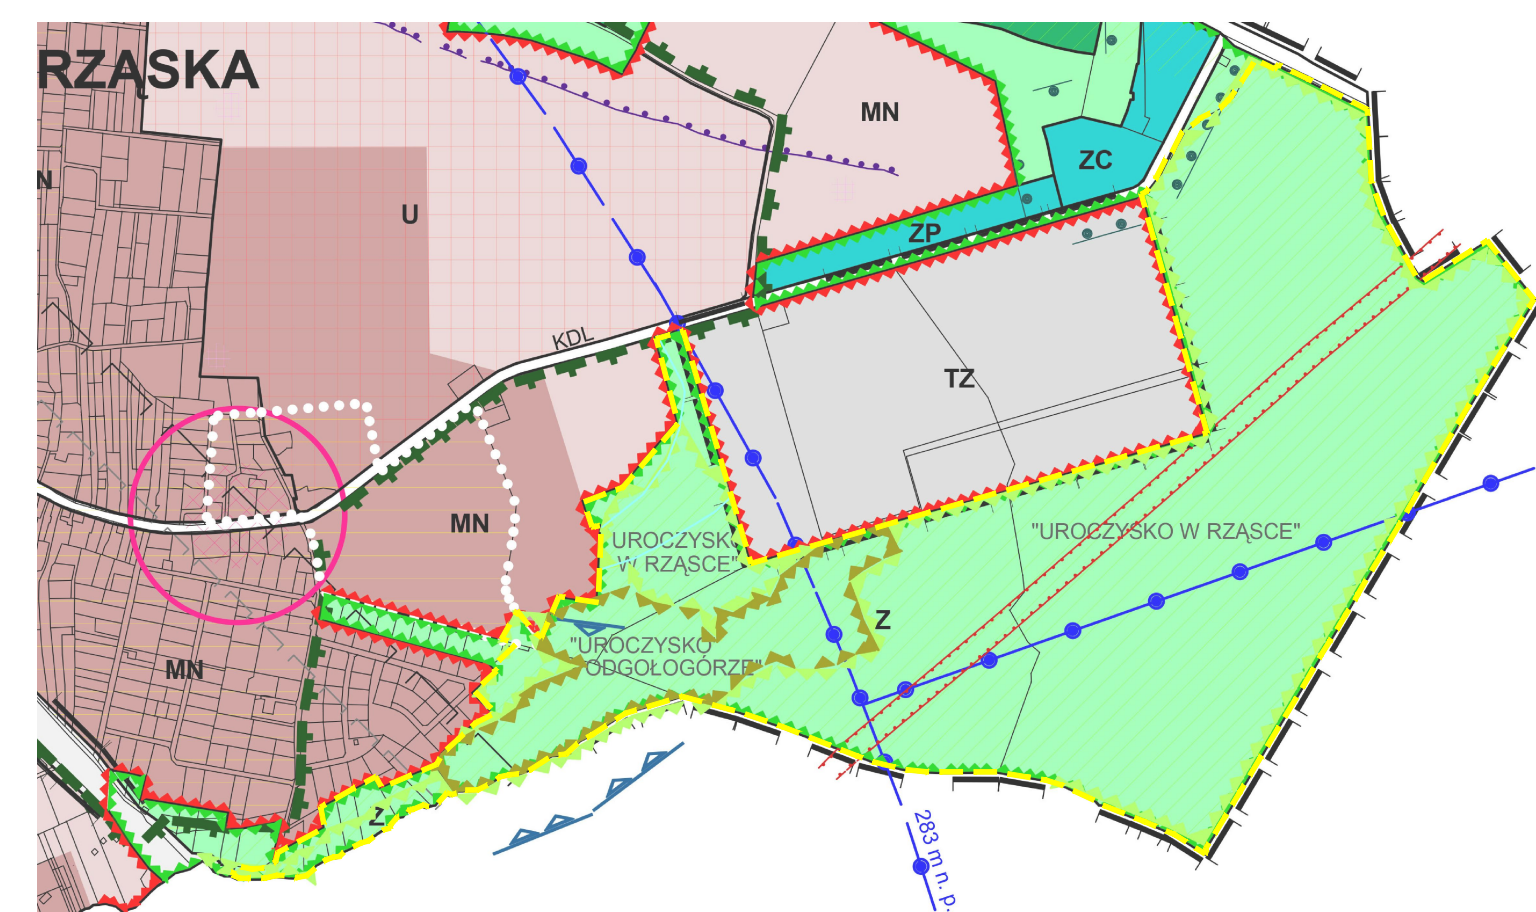 RZĄSKA
MN
ZC
N
U
ZP
KDL
TZ
MN
"UROCZYSKO W RZĄSCE"
UROCZYSKO
W RZĄSCE"
Z
"UROCZYSKO
ODGOŁOGÓRZE"
MN
Z
283 m n. p.